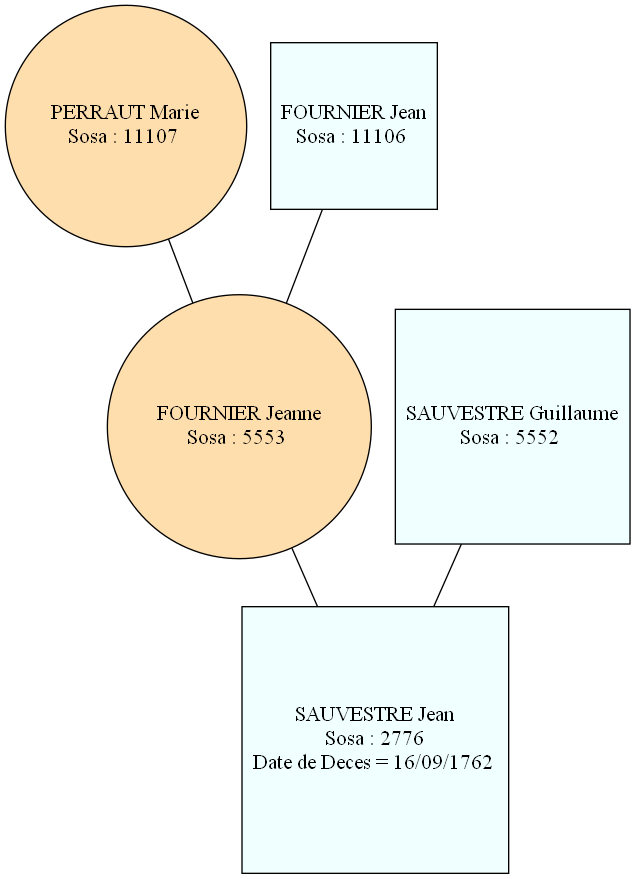 PERRAUT Marie
Sosa : 11107
FOURNIER Jean
Sosa : 11106
FOURNIER Jeanne
Sosa : 5553
SAUVESTRE Guillaume
Sosa : 5552
SAUVESTRE Jean
Sosa : 2776
Date de Deces = 16/09/1762